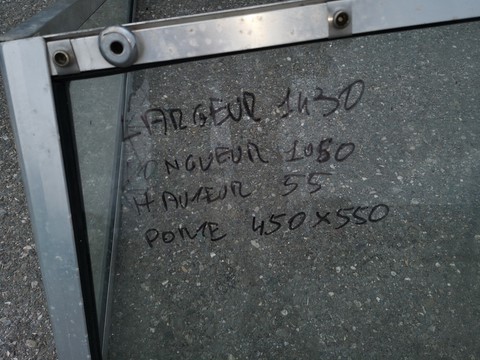 LARGEUR 1430
LONGUEUR 1080
HAUTEUR 55
PORTE 450X550